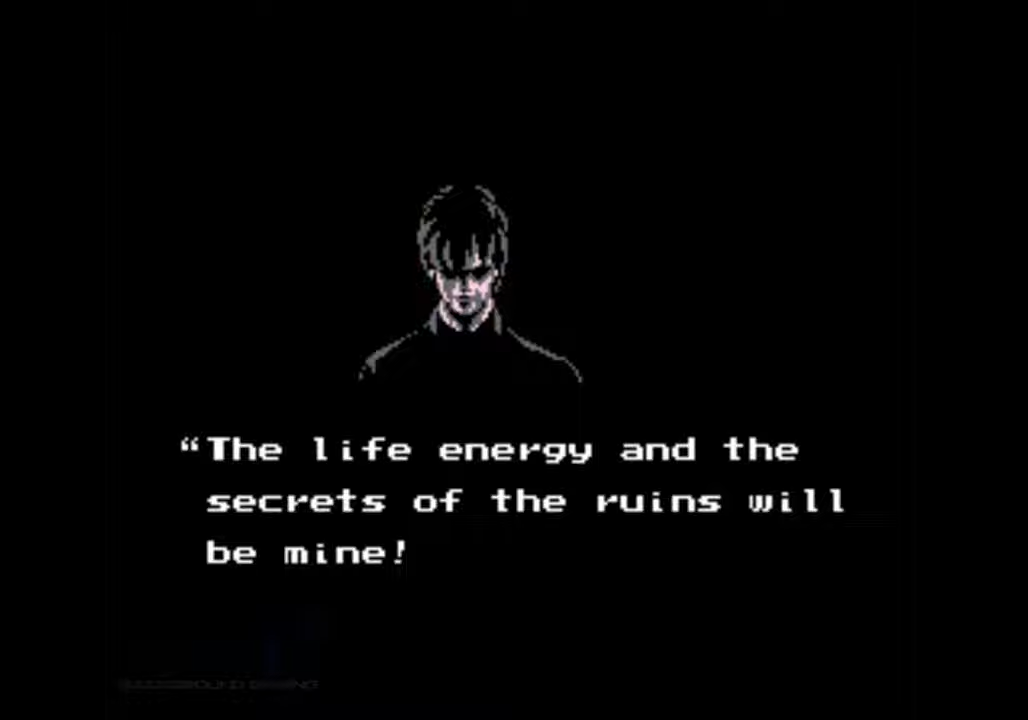 “The life energy and the
secrets of the ruins will
be mine!